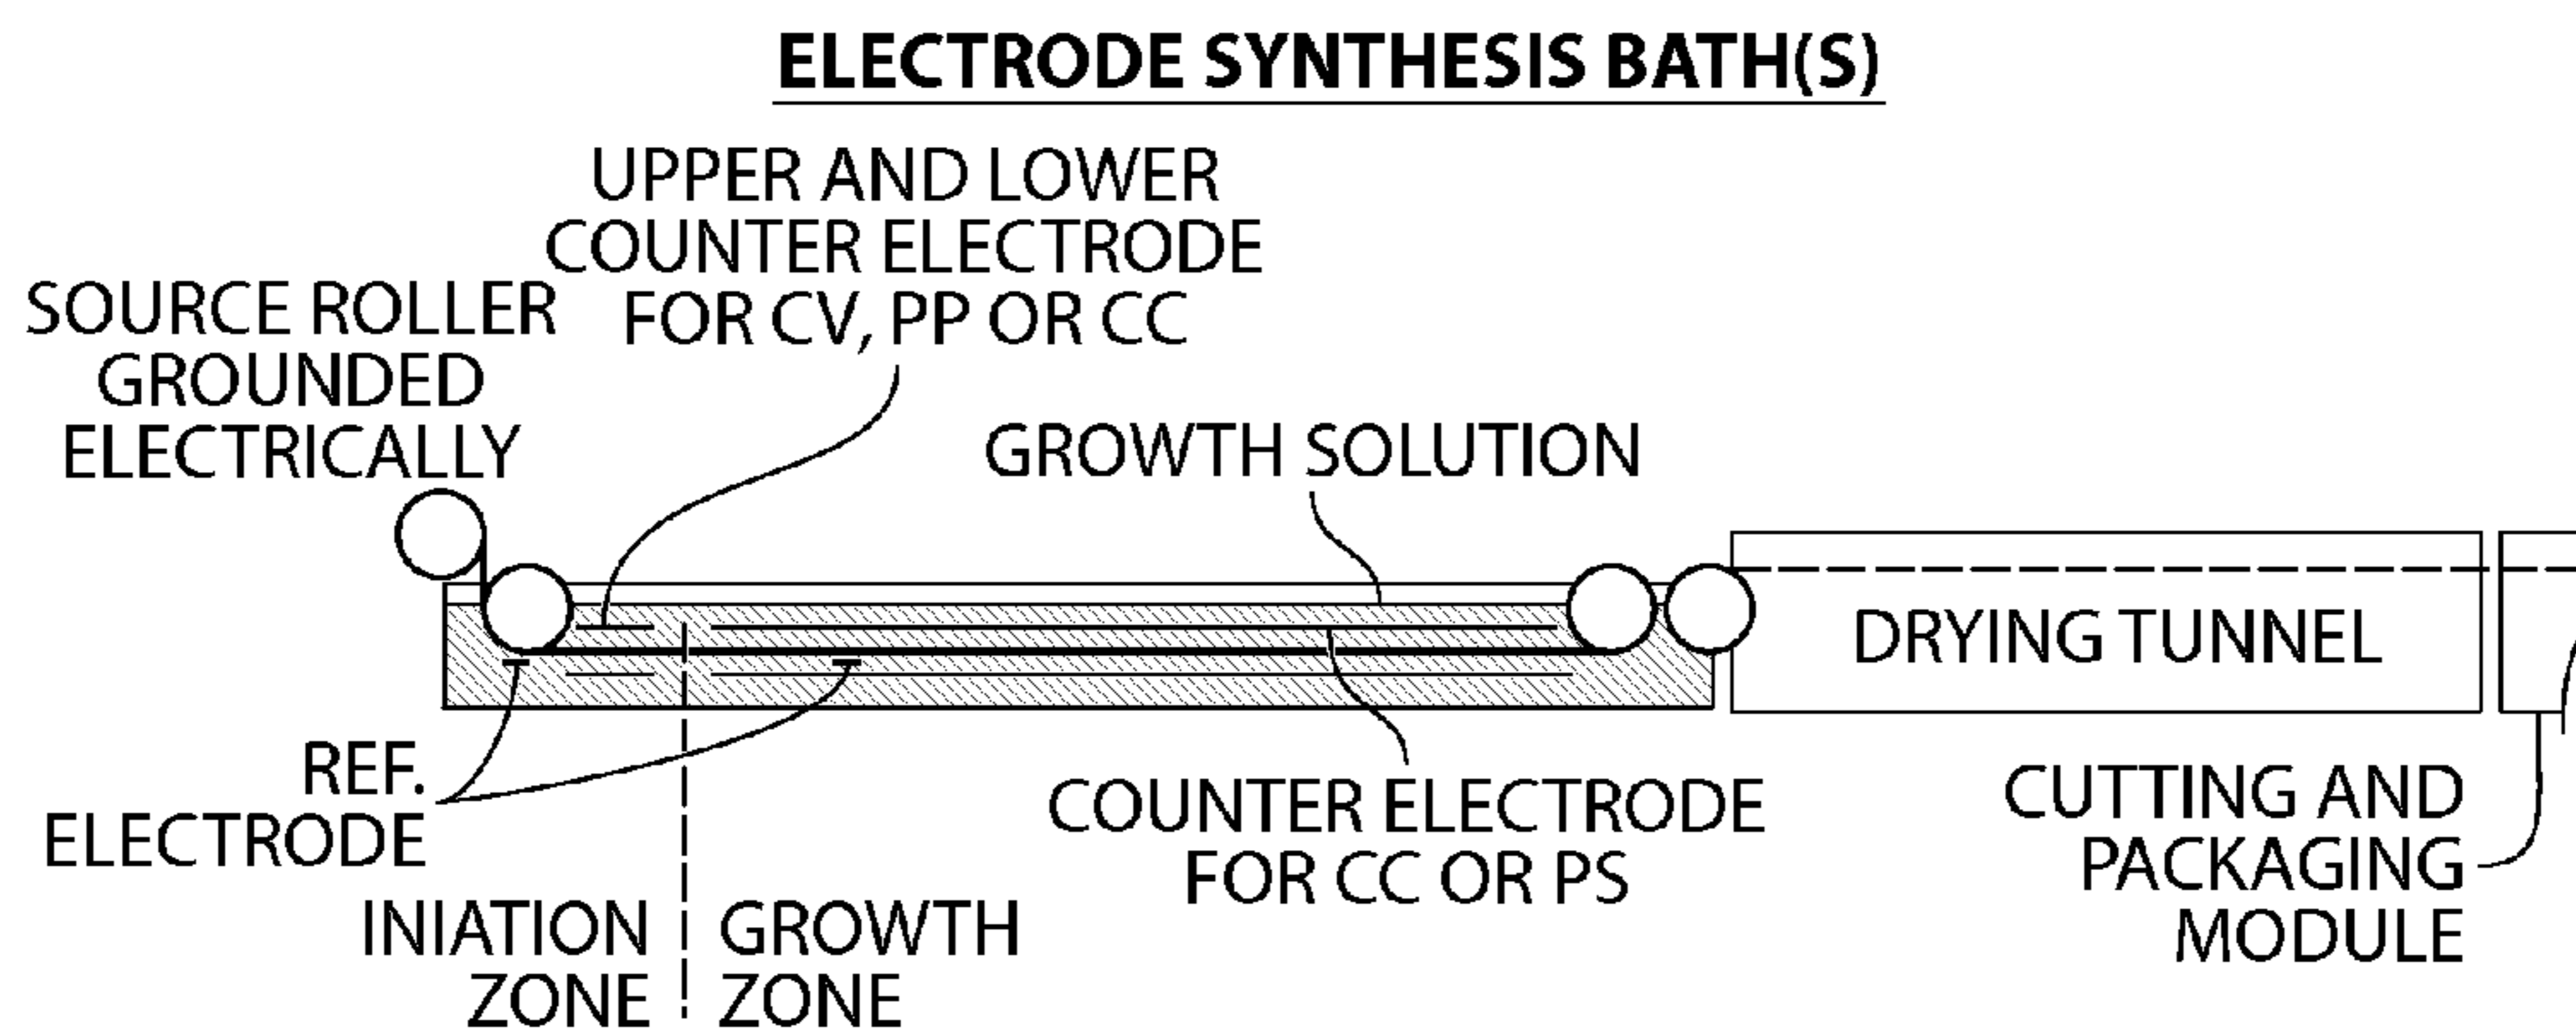 ELECTRODE SYNTHESIS BATH(S)
UPPER AND LOWER
COUNTER ELECTRODE
FOR CV, PP OR CC
SOURCE ROLLER
GROUNDED
ELECTRICALLY
GROWTH SOLUTION
DRYING TUNNEL
REF.
ELECTRODE
COUNTER ELECTRODE
FOR CC OR PS
CUTTING AND
PACKAGING
MODULE
INIATION
ZONE
GROWTH
ZONE